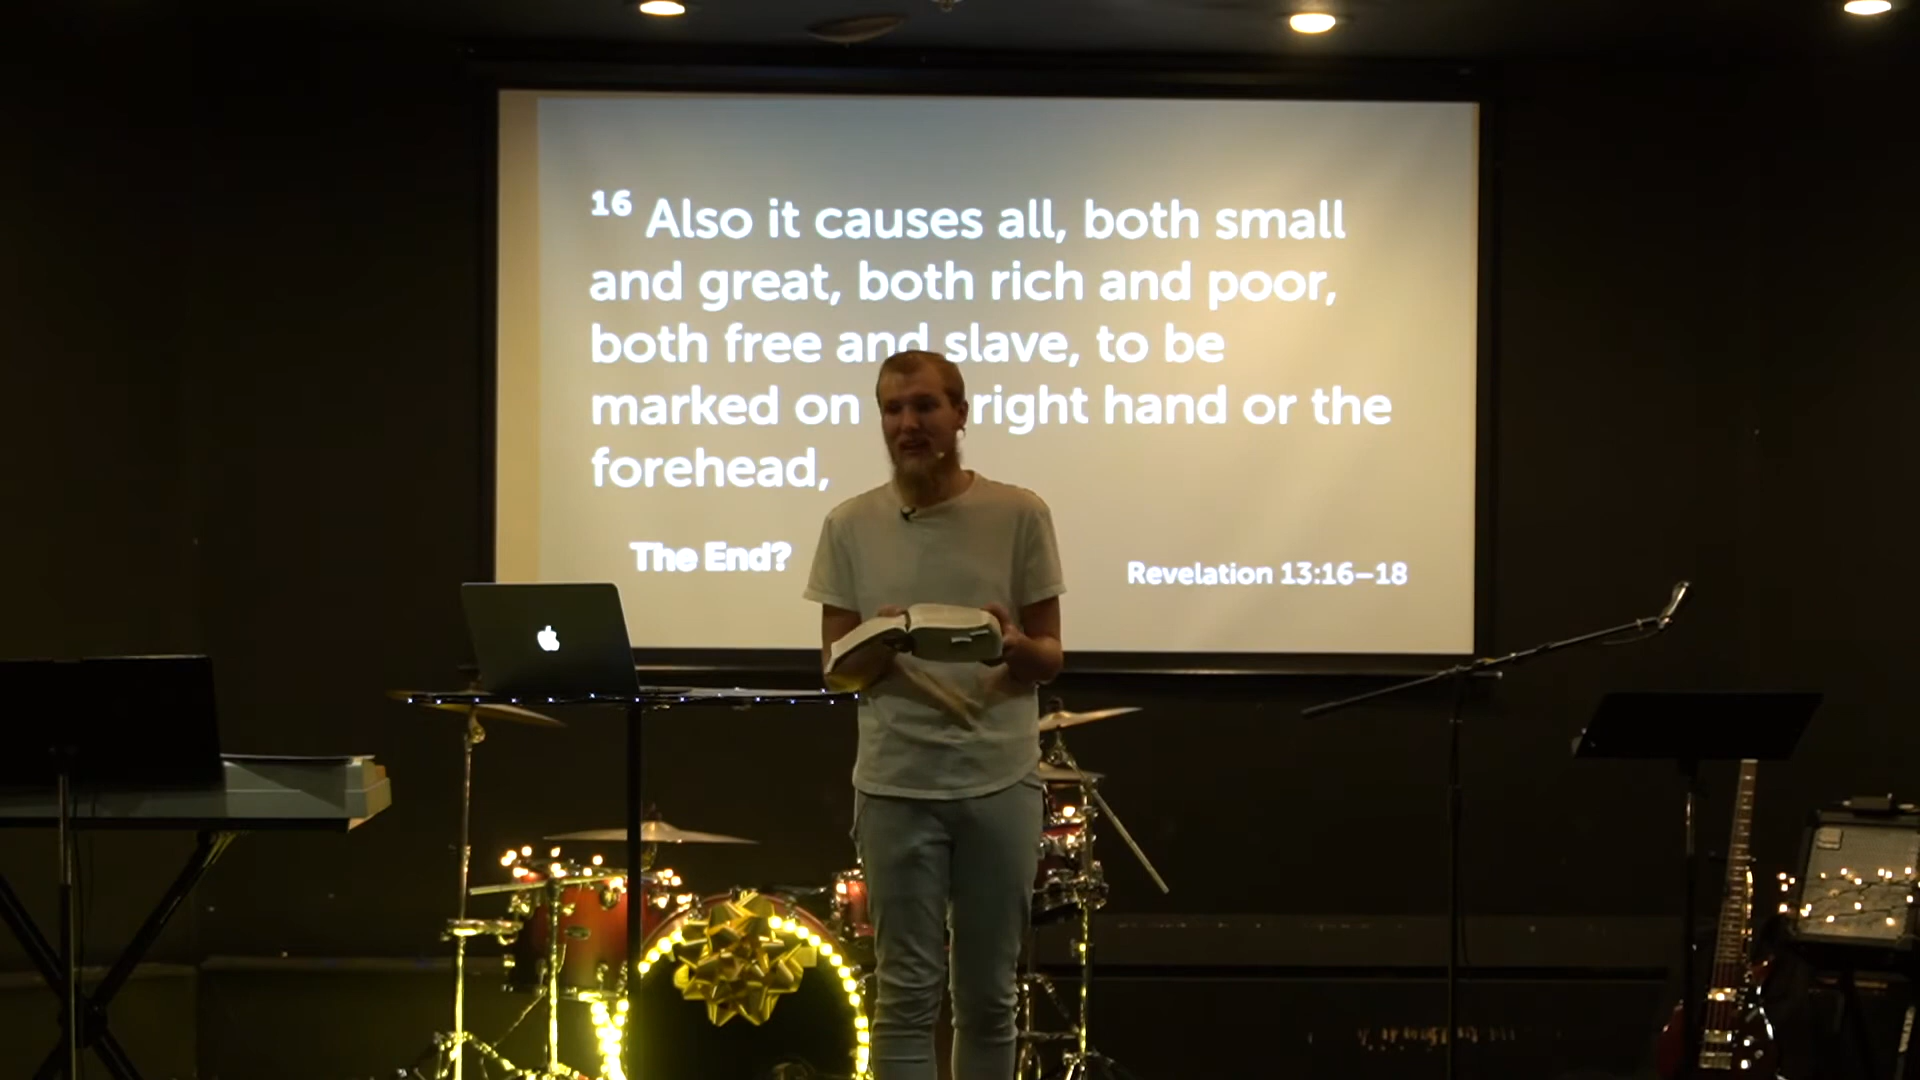 16 Also it causes all, both small
and great, both rich and poor,
both free and slave, to be
marked on right hand or the
forehead,
The End?
Revelation 13:16–18